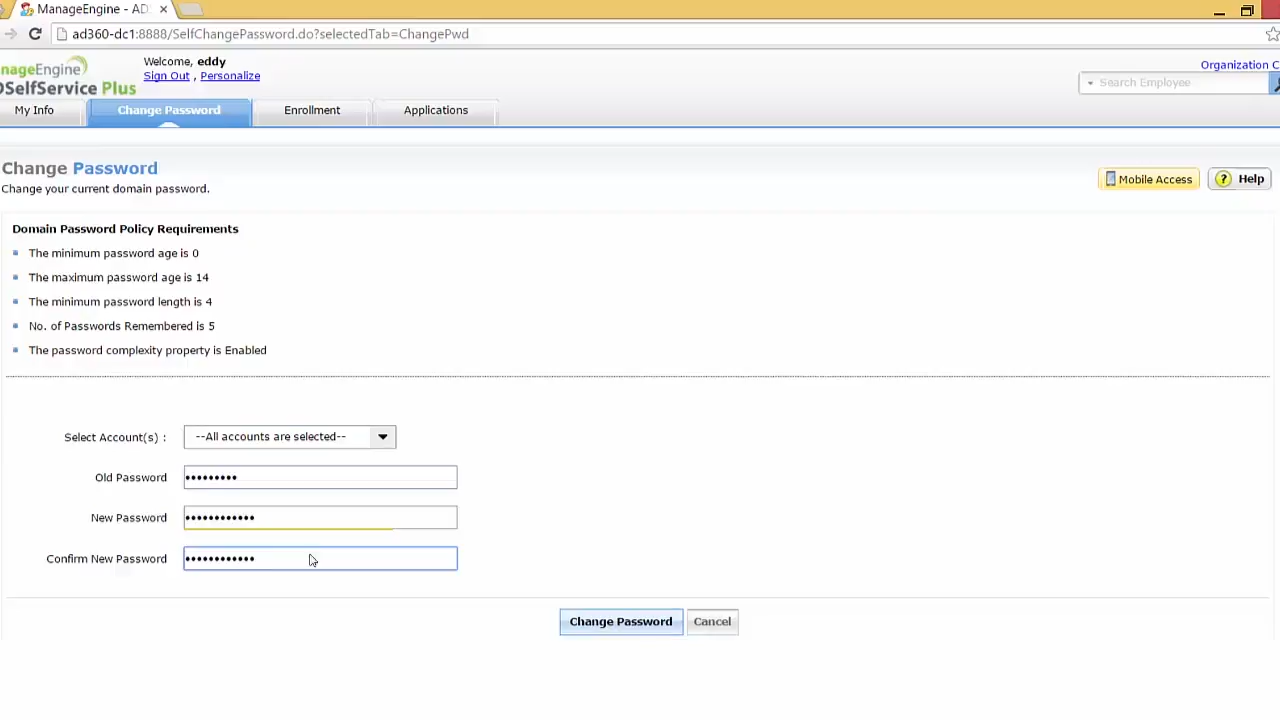 ManageEngine - AD
ad360-dc1:8888/SelfChangePassword.do?selectedTab=ChangePwd
nageEngine
DSelfService Plus
Welcome, eddy
Sign Out , Personalize
Organization C
Search Employee
My Info
Change Password
Enrollment
Applications
Change Password
Change your current domain password.
Mobile Access
? Help
Domain Password Policy Requirements
The minimum password age is 0
The maximum password age is 14
The minimum password length is 4
No. of Passwords Remembered is 5
The password complexity property is Enabled
Select Account(s) : --All accounts are selected--
Old Password •••••••••
New Password ••••••••••••
Confirm New Password ••••••••••••
Change Password
Cancel